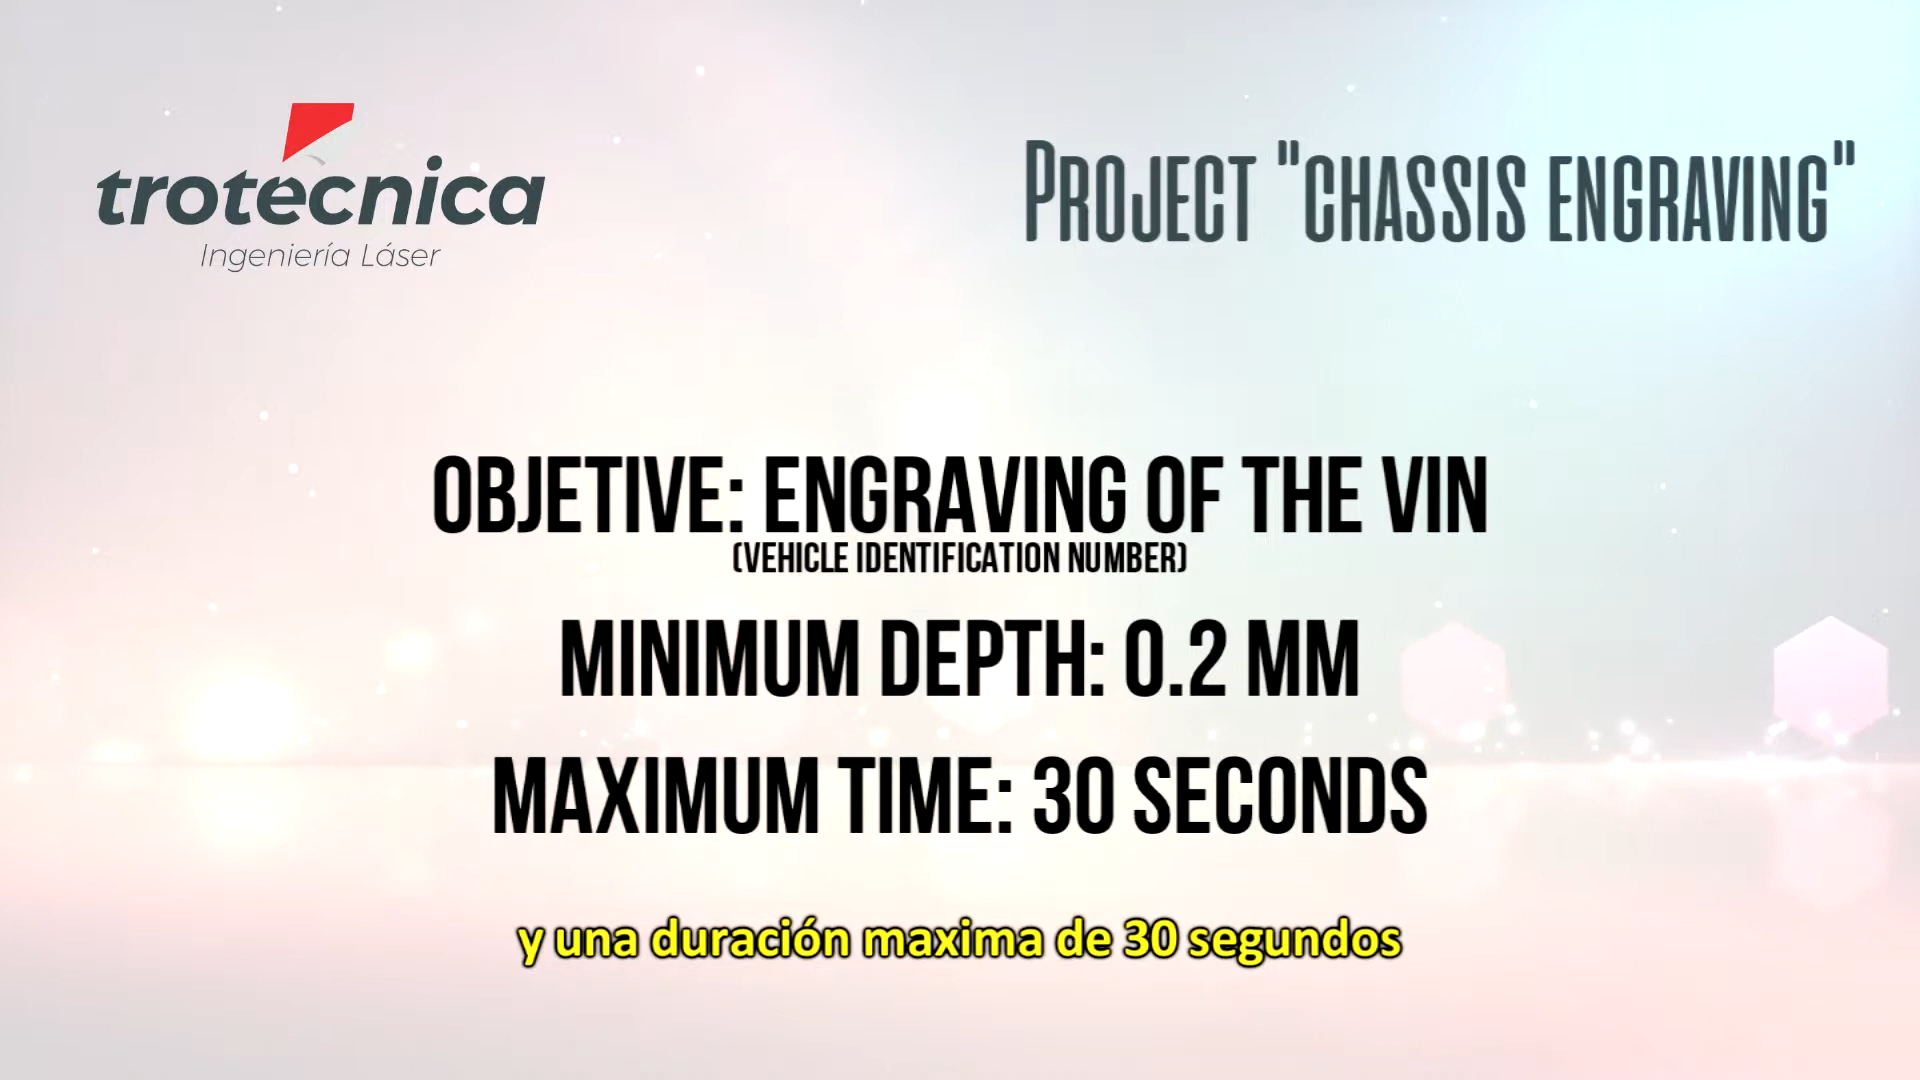 trotecnica
Ingeniería Láser
PROJECT "CHASSIS ENGRAVING"
OBJETIVE: ENGRAVING OF THE VIN
(VEHICLE IDENTIFICATION NUMBER)
MINIMUM DEPTH: 0.2 MM
MAXIMUM TIME: 30 SECONDS
y una duración maxima de 30 segundos